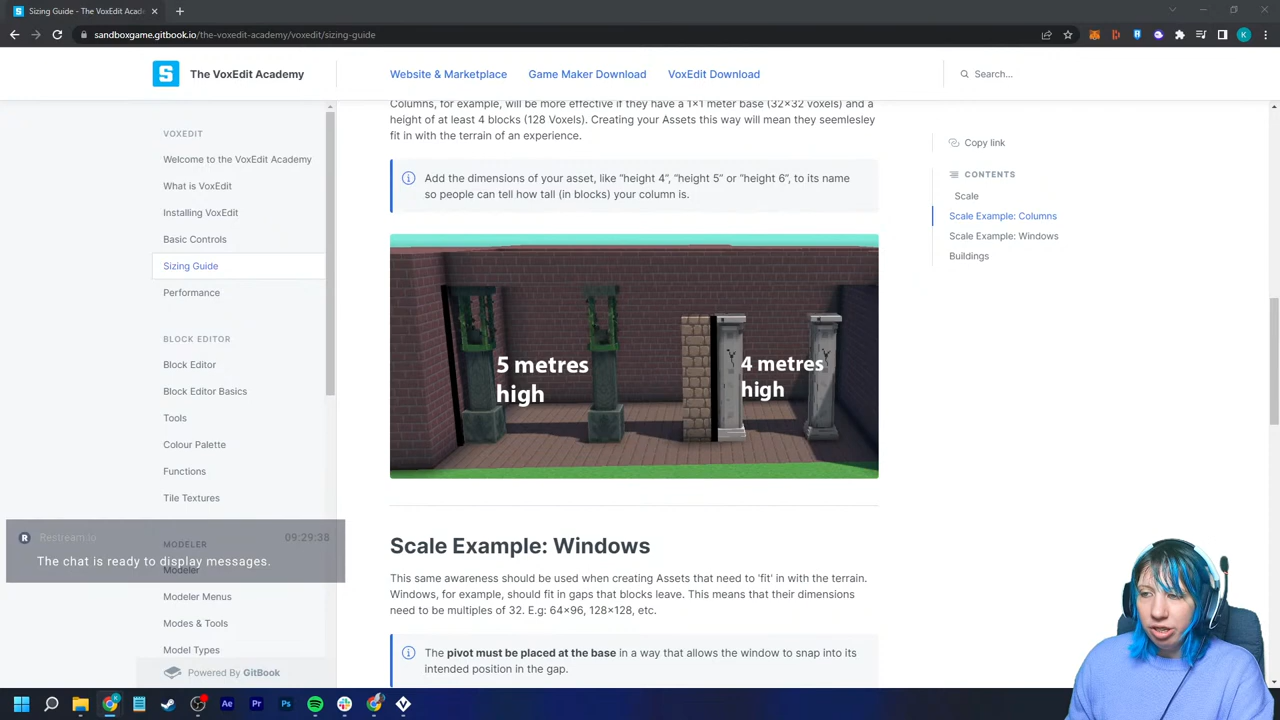 Sizing Guide - The VoxEdit Acad
sandboxgame.gitbook.io/the-voxedit-academy/voxedit/sizing-guide
K
S
The VoxEdit Academy
Website & Marketplace
Game Maker Download
VoxEdit Download
Search...
VOXEDIT
Welcome to the VoxEdit Academy
What is VoxEdit
Installing VoxEdit
Basic Controls
Sizing Guide
Performance
BLOCK EDITOR
Block Editor
Block Editor Basics
Tools
Colour Palette
Functions
Tile Textures
MODELER
Modeler
Modeler Menus
Modes & Tools
Model Types
Powered By GitBook
R
Restream.io
09:29:38
The chat is ready to display messages.
Columns, for example, will be more effective if they have a 1x1 meter base (32x32 voxels) and a
height of at least 4 blocks (128 Voxels). Creating your Assets this way will mean they seemlesley
fit in with the terrain of an experience.
Add the dimensions of your asset, like "height 4", "height 5" or "height 6", to its name
so people can tell how tall (in blocks) your column is.
5 metres
high
4 metres
high
Scale Example: Windows
This same awareness should be used when creating Assets that need to 'fit' in with the terrain.
Windows, for example, should fit in gaps that blocks leave. This means that their dimensions
need to be multiples of 32. E.g: 64×96, 128×128, etc.
The pivot must be placed at the base in a way that allows the window to snap into its
intended position in the gap.
Copy link
CONTENTS
Scale
Scale Example: Columns
Scale Example: Windows
Buildings
Ae
Pr
Ps